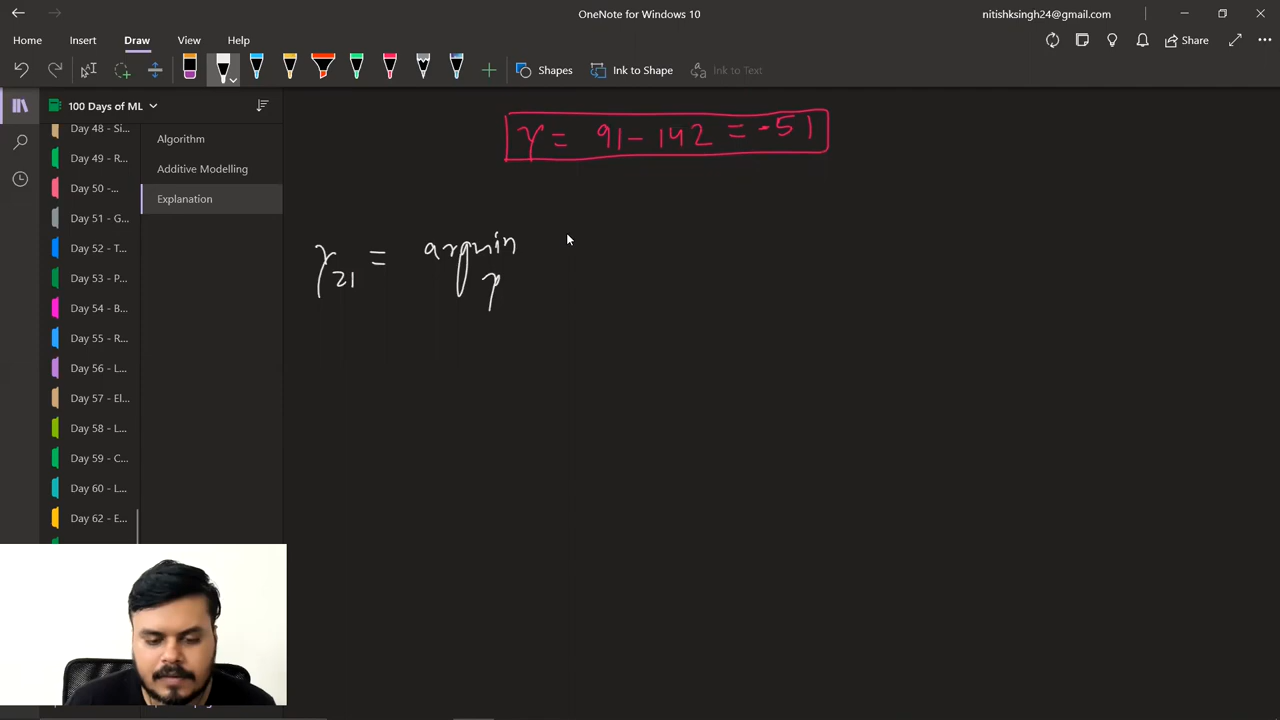 OneNote for Windows 10
nitishksingh24@gmail.com
Home Insert Draw View Help
Share
Shapes
Ink to Shape
Ink to Text
100 Days of ML
Day 48 - Si...
Day 49 - R...
Day 50 -...
Day 51 - G...
Day 52 - T...
Day 53 - P...
Day 54 - B...
Day 55 - R...
Day 56 - L...
Day 57 - El...
Day 58 - L...
Day 59 - C...
Day 60 - L...
Day 62 - E...
Algorithm
Additive Modelling
Explanation
γ = 91 - 142 = -51
γ21 = argmin
γ